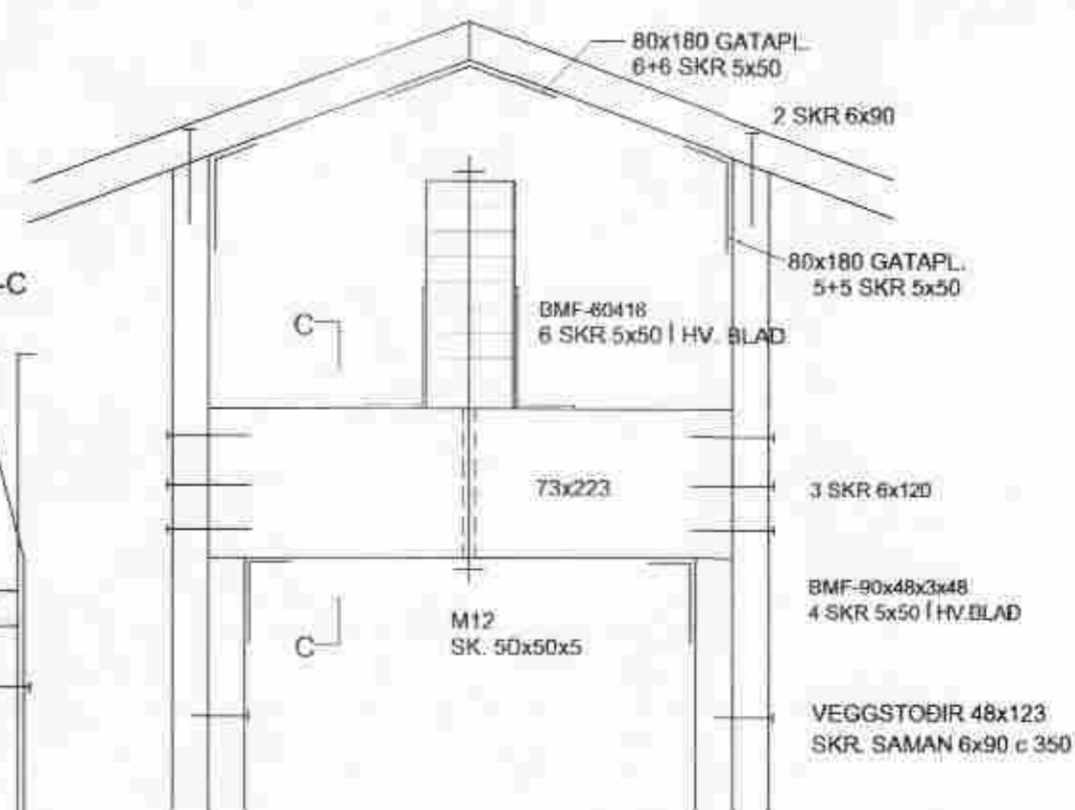 80x180 GATAPL.
6+6 SKR 5x50
2 SKR 6x90
80x180 GATAPL.
5+5 SKR 5x50
-C
C
BMF-60416
6 SKR 5x50 Í HV. BLAÐ
73x223
3 SKR 6x120
BMF-90x48x3x48
4 SKR 5x50 Í HV.BLAÐ
C
M12
SK. 50x50x5
VEGGSTOÐIR 48x123
SKR. SAMAN 6x90 c 350